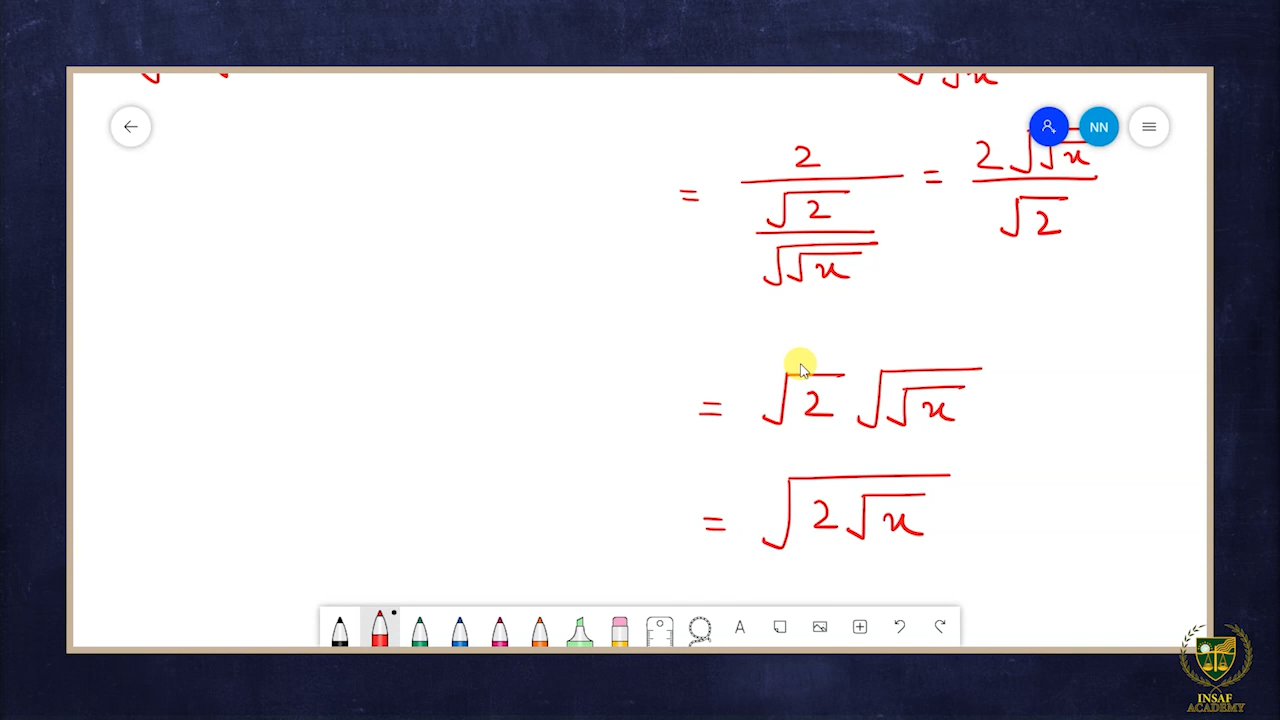 √√x
NN
= 2 / (√2 / √√x) = 2√√x / √2
= √2 √√x
= √(2√x)
A
INSAF
ACADEMY